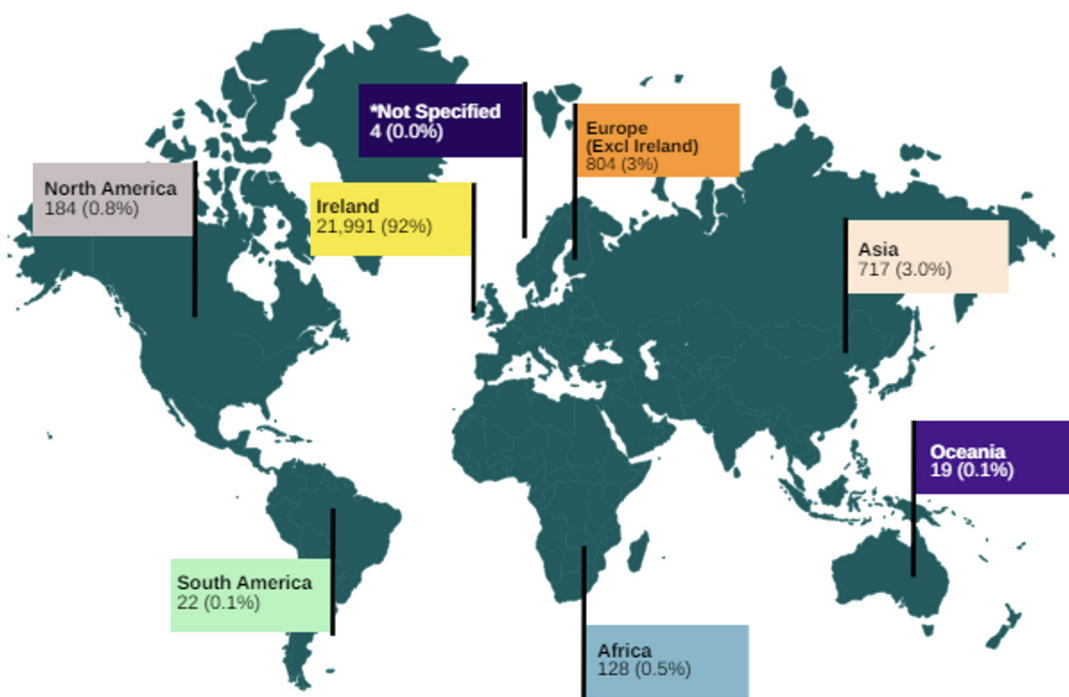 *Not Specified
4 (0.0%)
Europe
(Excl Ireland)
804 (3%)
North America
184 (0.8%)
Ireland
21,991 (92%)
Asia
717 (3.0%)
Oceania
19 (0.1%)
South America
22 (0.1%)
Africa
128 (0.5%)